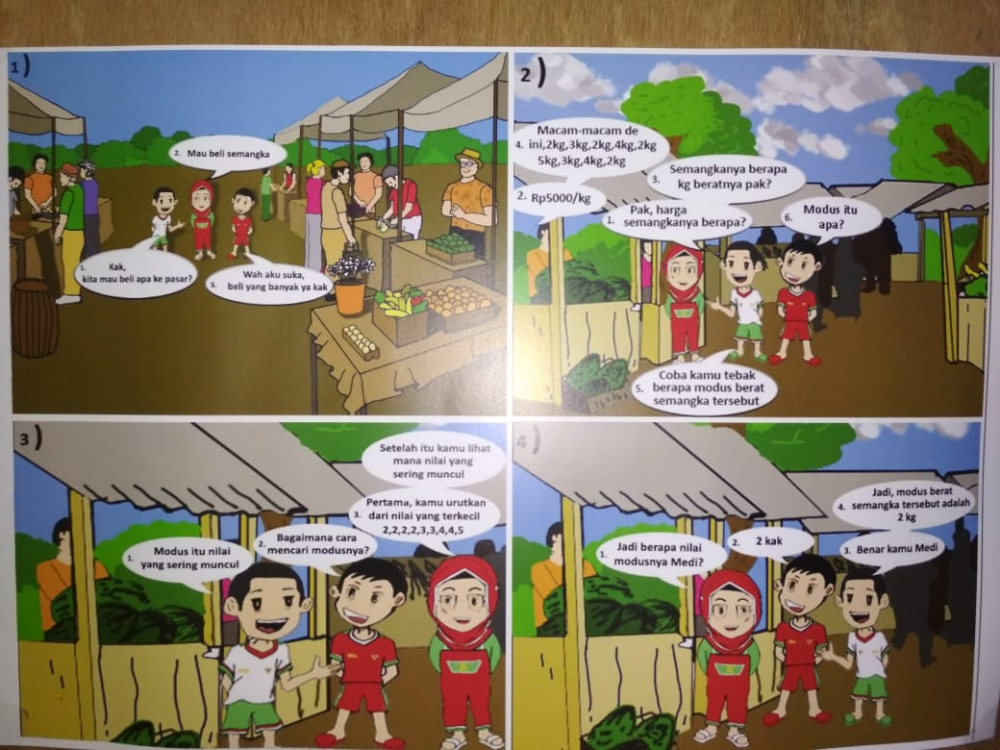 1)
1. Kak,
kita mau beli apa ke pasar?
2. Mau beli semangka
3. Wah aku suka,
beli yang banyak ya kak
2)
1. Pak, harga
semangkanya berapa?
2. Rp5000/kg
3. Semangkanya berapa
kg beratnya pak?
4. Macam-macam de
ini,2kg,3kg,2kg,4kg,2kg
5kg,3kg,4kg,2kg
5. Coba kamu tebak
berapa modus berat
semangka tersebut
6. Modus itu
apa?
3)
1. Modus itu nilai
yang sering muncul
2. Bagaimana cara
mencari modusnya?
3. Pertama, kamu urutkan
dari nilai yang terkecil
2,2,2,2,3,3,4,4,5
Setelah itu kamu lihat
mana nilai yang
sering muncul
4)
1. Jadi berapa nilai
modusnya Medi?
2. 2 kak
3. Benar kamu Medi
4. Jadi, modus berat
semangka tersebut adalah
2 kg